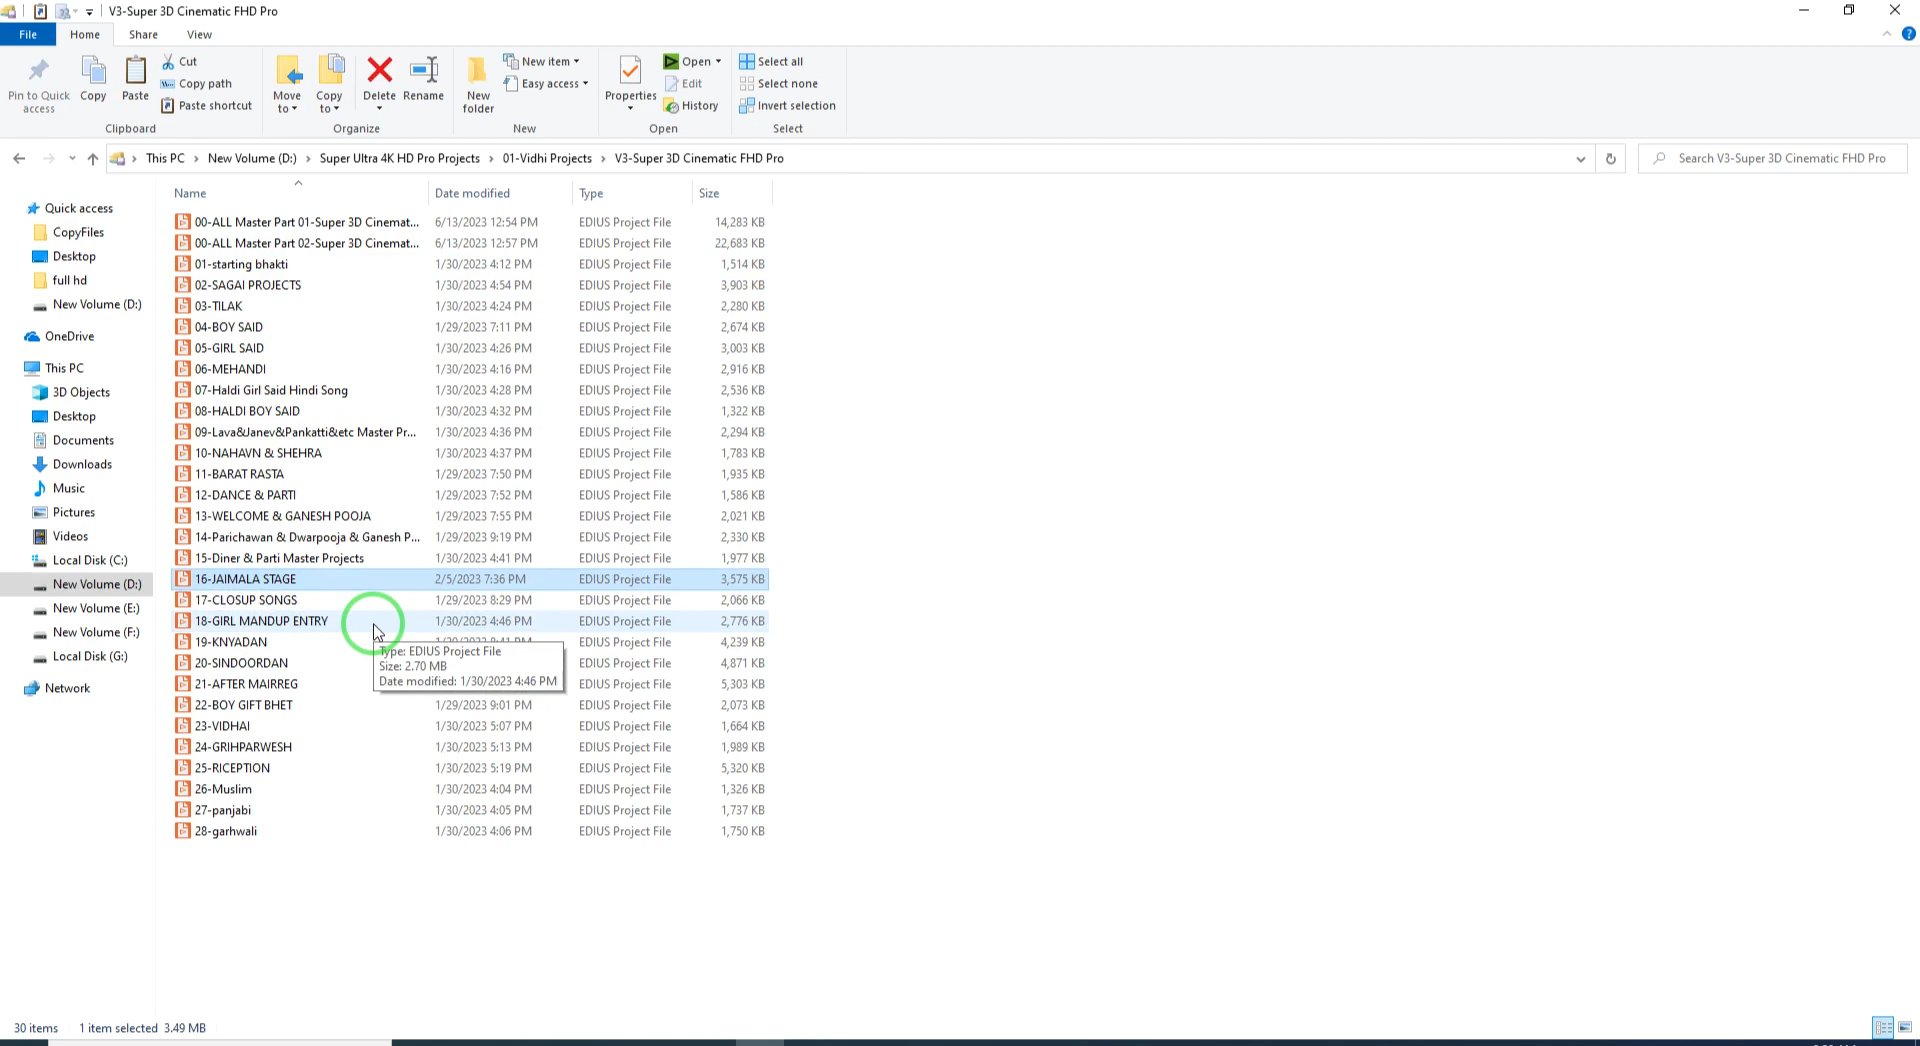 V3-Super 3D Cinematic FHD Pro
File Home Share View
Pin to Quick access
Copy
Paste
Cut
Copy path
Paste shortcut
Clipboard
Move to
Copy to
Delete
Rename
Organize
New folder
New item
Easy access
New
Properties
Open
Edit
History
Open
Select all
Select none
Invert selection
Select
This PC New Volume (D:) Super Ultra 4K HD Pro Projects 01-Vidhi Projects V3-Super 3D Cinematic FHD Pro
Search V3-Super 3D Cinematic FHD Pro
Quick access
CopyFiles
Desktop
full hd
New Volume (D:)
OneDrive
This PC
3D Objects
Desktop
Documents
Downloads
Music
Pictures
Videos
Local Disk (C:)
New Volume (D:)
New Volume (E:)
New Volume (F:)
Local Disk (G:)
Network
Name Date modified Type Size
00-ALL Master Part 01-Super 3D Cinemat... 6/13/2023 12:54 PM EDIUS Project File 14,283 KB
00-ALL Master Part 02-Super 3D Cinemat... 6/13/2023 12:57 PM EDIUS Project File 22,683 KB
01-starting bhakti 1/30/2023 4:12 PM EDIUS Project File 1,514 KB
02-SAGAI PROJECTS 1/30/2023 4:54 PM EDIUS Project File 3,903 KB
03-TILAK 1/30/2023 4:24 PM EDIUS Project File 2,280 KB
04-BOY SAID 1/29/2023 7:11 PM EDIUS Project File 2,674 KB
05-GIRL SAID 1/30/2023 4:26 PM EDIUS Project File 3,003 KB
06-MEHANDI 1/30/2023 4:16 PM EDIUS Project File 2,916 KB
07-Haldi Girl Said Hindi Song 1/30/2023 4:28 PM EDIUS Project File 2,536 KB
08-HALDI BOY SAID 1/30/2023 4:32 PM EDIUS Project File 1,322 KB
09-Lava&Janev&Pankatti&etc Master Pr... 1/30/2023 4:36 PM EDIUS Project File 2,294 KB
10-NAHAVN & SHEHRA 1/30/2023 4:37 PM EDIUS Project File 1,783 KB
11-BARAT RASTA 1/29/2023 7:50 PM EDIUS Project File 1,935 KB
12-DANCE & PARTI 1/29/2023 7:52 PM EDIUS Project File 1,586 KB
13-WELCOME & GANESH POOJA 1/29/2023 7:55 PM EDIUS Project File 2,021 KB
14-Parichawan & Dwarpooja & Ganesh P... 1/29/2023 9:19 PM EDIUS Project File 2,330 KB
15-Diner & Parti Master Projects 1/30/2023 4:41 PM EDIUS Project File 1,977 KB
16-JAIMALA STAGE 2/5/2023 7:36 PM EDIUS Project File 3,575 KB
17-CLOSUP SONGS 1/29/2023 8:29 PM EDIUS Project File 2,066 KB
18-GIRL MANDUP ENTRY 1/30/2023 4:46 PM EDIUS Project File 2,776 KB
19-KNYADAN EDIUS Project File 4,239 KB
20-SINDOORDAN EDIUS Project File 4,871 KB
21-AFTER MAIRREG EDIUS Project File 5,303 KB
22-BOY GIFT BHET 1/29/2023 9:01 PM EDIUS Project File 2,073 KB
23-VIDHAI 1/30/2023 5:07 PM EDIUS Project File 1,664 KB
24-GRIHPARWESH 1/30/2023 5:13 PM EDIUS Project File 1,989 KB
25-RICEPTION 1/30/2023 5:19 PM EDIUS Project File 5,320 KB
26-Muslim 1/30/2023 4:04 PM EDIUS Project File 1,326 KB
27-panjabi 1/30/2023 4:05 PM EDIUS Project File 1,737 KB
28-garhwali 1/30/2023 4:06 PM EDIUS Project File 1,750 KB
Type: EDIUS Project File
Size: 2.70 MB
Date modified: 1/30/2023 4:46 PM
30 items 1 item selected 3.49 MB